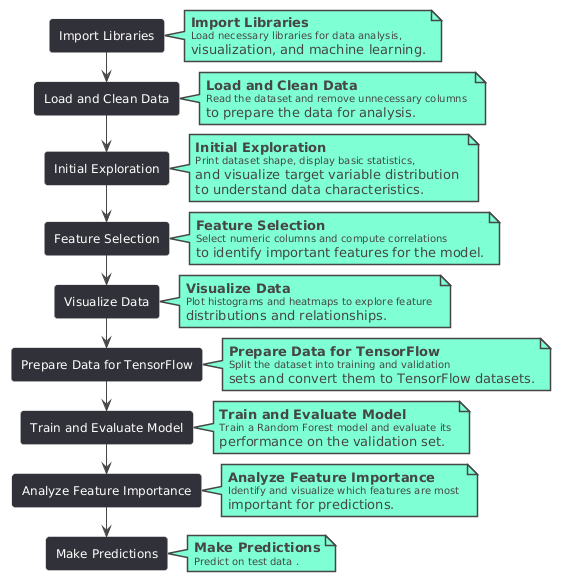 Import Libraries
Import Libraries
Load necessary libraries for data analysis,
visualization, and machine learning.
Load and Clean Data
Load and Clean Data
Read the dataset and remove unnecessary columns
to prepare the data for analysis.
Initial Exploration
Initial Exploration
Print dataset shape, display basic statistics,
and visualize target variable distribution
to understand data characteristics.
Feature Selection
Feature Selection
Select numeric columns and compute correlations
to identify important features for the model.
Visualize Data
Visualize Data
Plot histograms and heatmaps to explore feature
distributions and relationships.
Prepare Data for TensorFlow
Prepare Data for TensorFlow
Split the dataset into training and validation
sets and convert them to TensorFlow datasets.
Train and Evaluate Model
Train and Evaluate Model
Train a Random Forest model and evaluate its
performance on the validation set.
Analyze Feature Importance
Analyze Feature Importance
Identify and visualize which features are most
important for predictions.
Make Predictions
Make Predictions
Predict on test data .